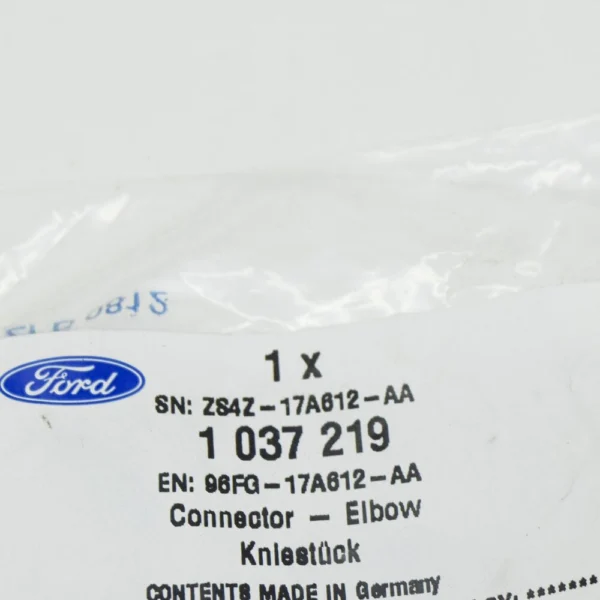 Ford
1 x
SN: ZS4Z-17A612-AA
1 037 219
EN: 96FG-17A612-AA
Connector - Elbow
Kniestück
CONTENTS MADE IN Germany
*******